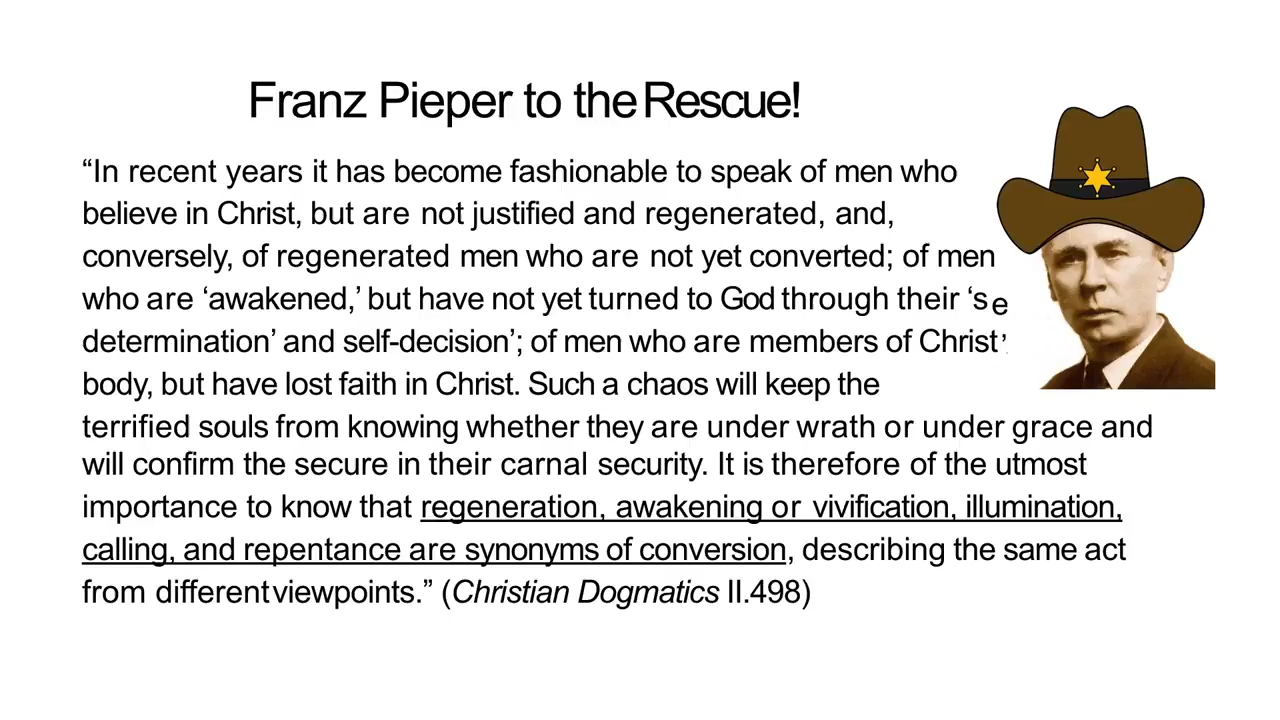 Franz Pieper to the Rescue!
“In recent years it has become fashionable to speak of men who
believe in Christ, but are not justified and regenerated, and,
conversely, of regenerated men who are not yet converted; of men
who are ‘awakened,’ but have not yet turned to God through their ‘se
determination’ and self-decision’; of men who are members of Christ’
body, but have lost faith in Christ. Such a chaos will keep the
terrified souls from knowing whether they are under wrath or under grace and
will confirm the secure in their carnal security. It is therefore of the utmost
importance to know that regeneration, awakening or vivification, illumination,
calling, and repentance are synonyms of conversion, describing the same act
from different viewpoints.” (Christian Dogmatics II.498)